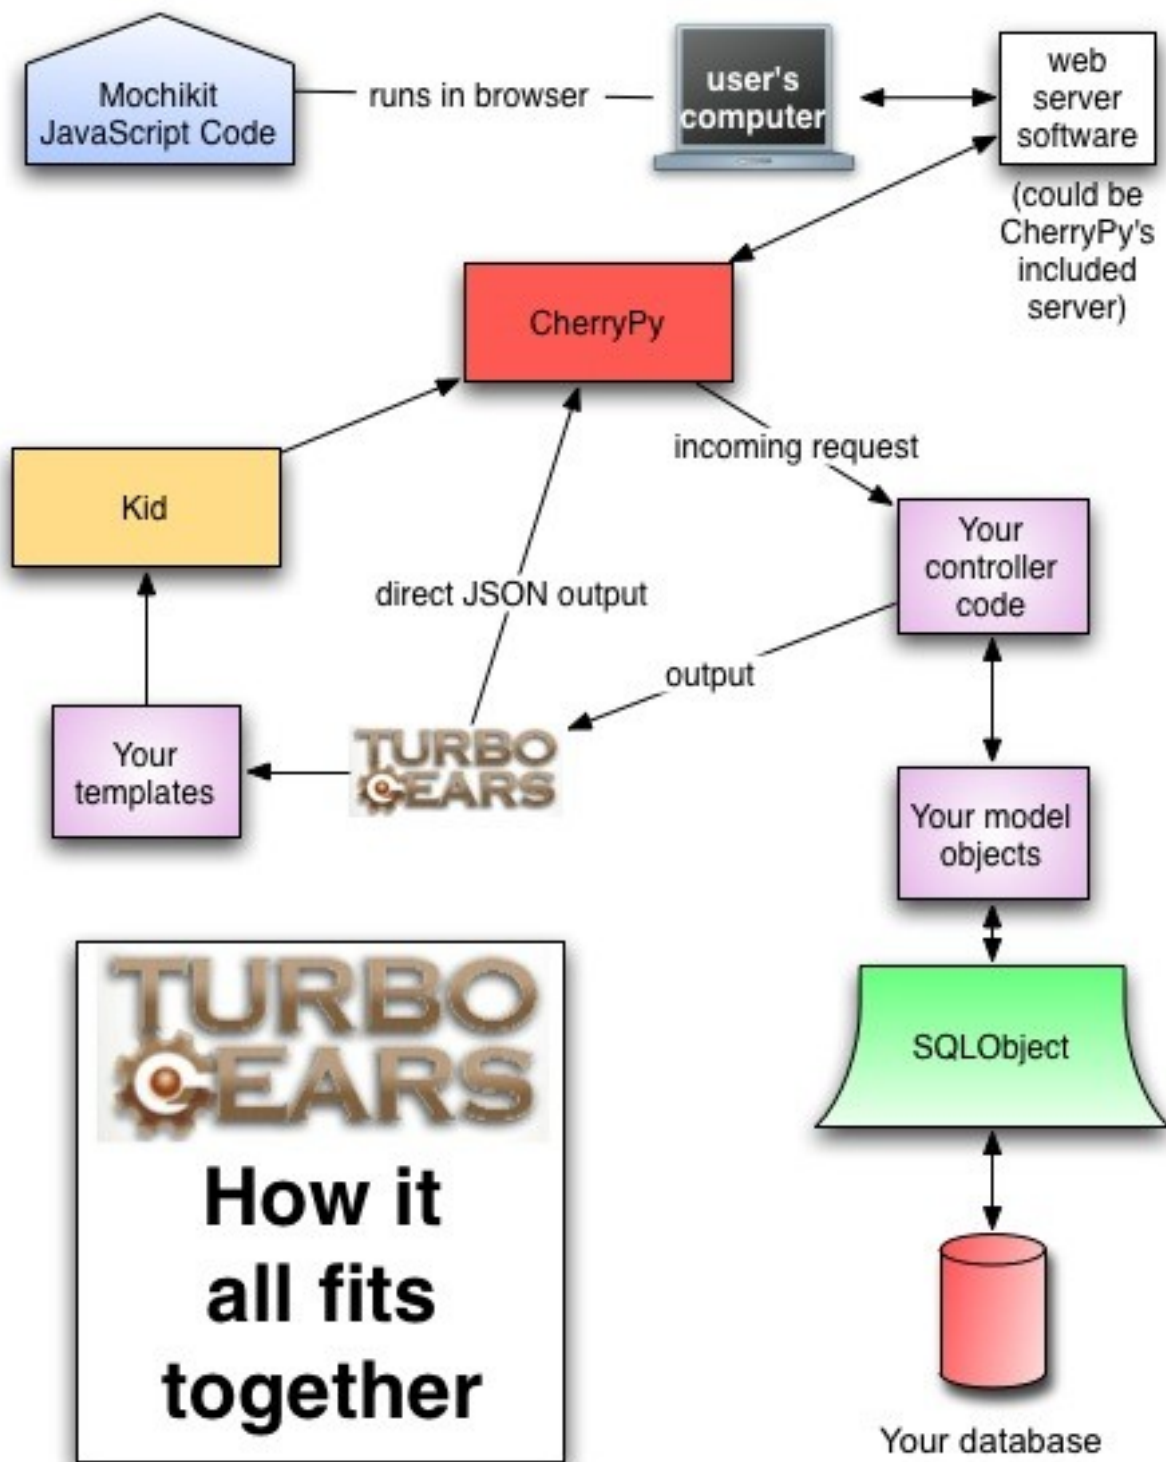 Mochikit
JavaScript Code
runs in browser
user's
computer
web
server
software
(could be
CherryPy's
included
server)
CherryPy
incoming request
Kid
Your
controller
code
direct JSON output
output
Your
templates
TURBO
GEARS
Your model
objects
TURBO
GEARS
How it
all fits
together
SQLObject
Your database